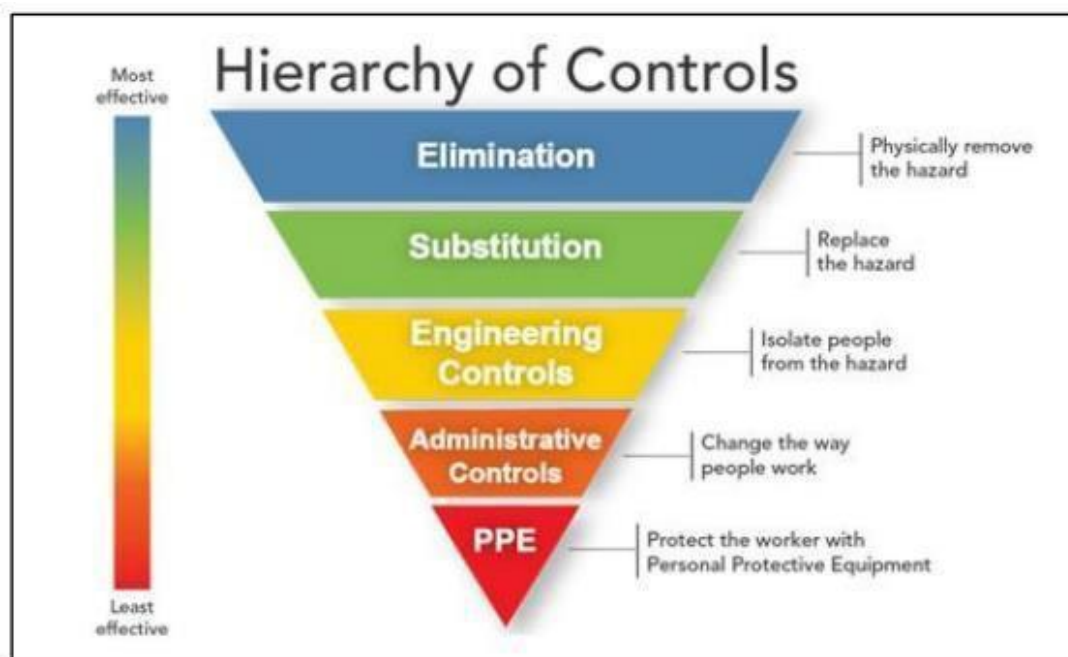 Hierarchy of Controls
Most
effective
Elimination
Physically remove
the hazard
Substitution
Replace
the hazard
Engineering
Controls
Isolate people
from the hazard
Administrative
Controls
Change the way
people work
PPE
Protect the worker with
Personal Protective Equipment
Least
effective